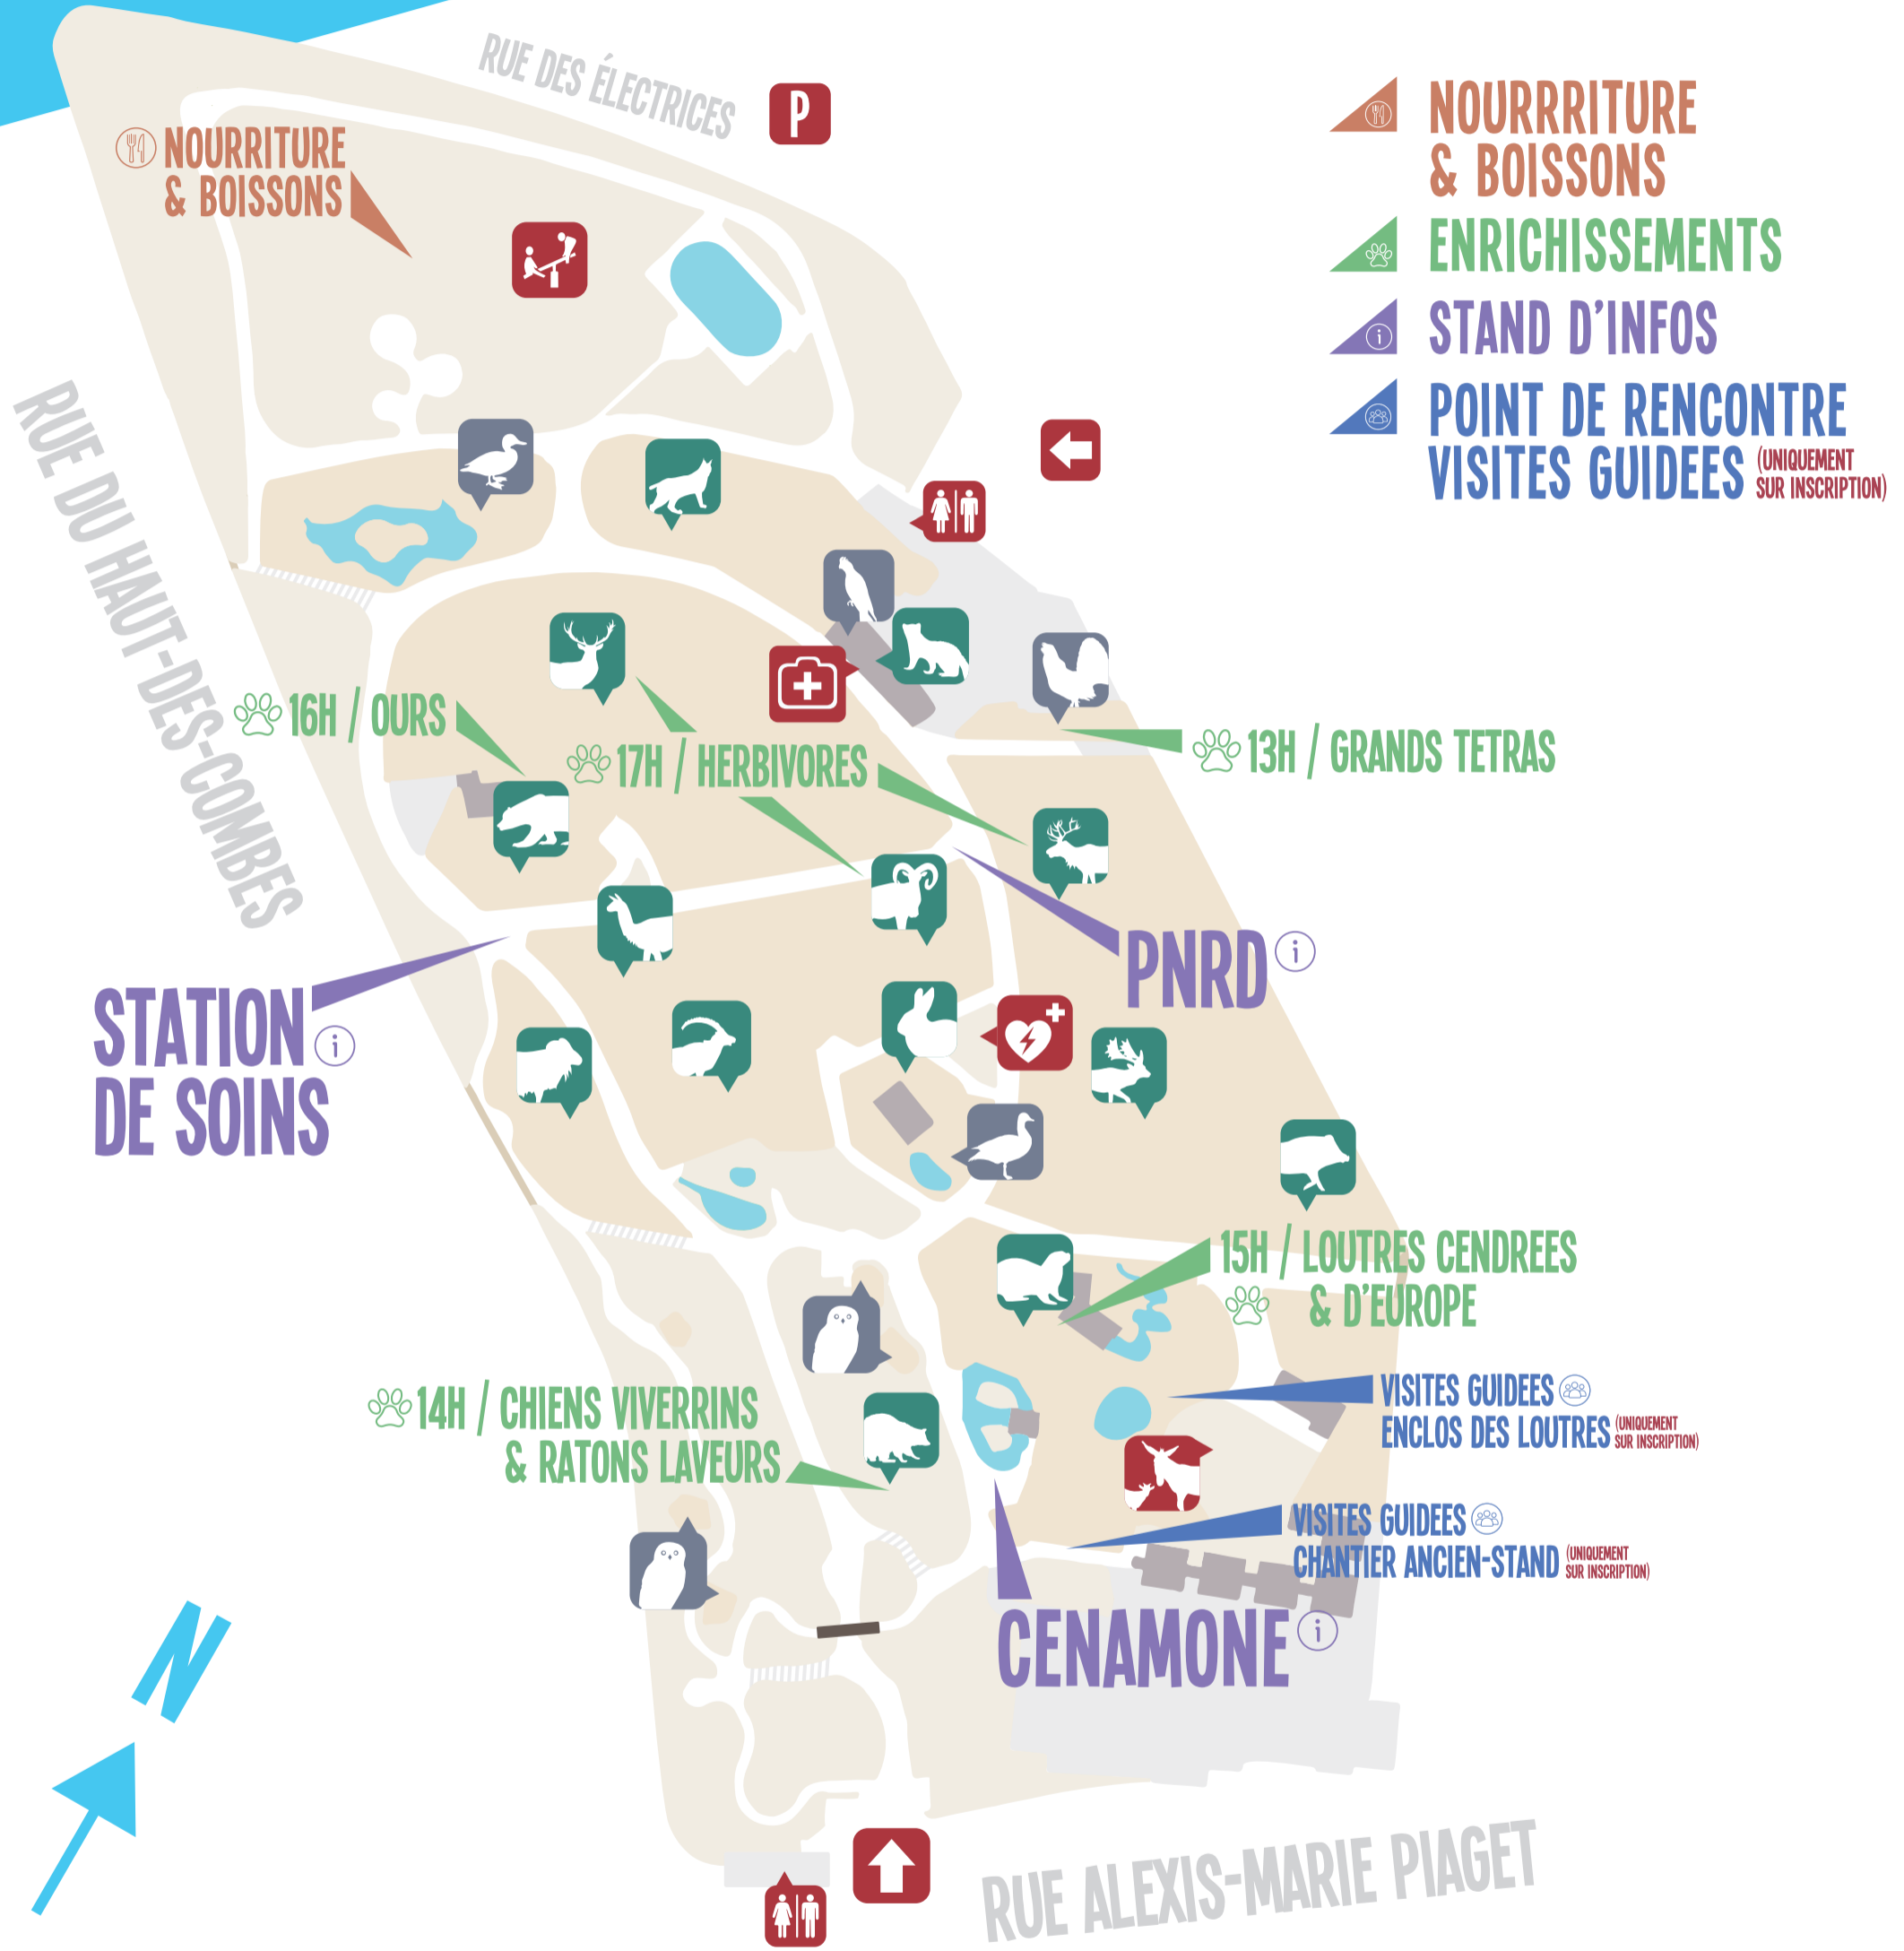 RUE DES ÉLECTRICES
P
NOURRITURE
& BOISSONS
NOURRRITURE
& BOISSONS
ENRICHISSEMENTS
STAND D'INFOS
POINT DE RENCONTRE
VISITES GUIDEES (UNIQUEMENT
SUR INSCRIPTION)
RUE DU HAUT-DES-COMBES
16H / OURS
17H / HERBIVORES
13H / GRANDS TETRAS
PNRD i
STATION i
DE SOINS
15H / LOUTRES CENDREES
& D'EUROPE
14H / CHIENS VIVERRINS
& RATONS LAVEURS
VISITES GUIDEES
ENCLOS DES LOUTRES (UNIQUEMENT
SUR INSCRIPTION)
VISITES GUIDEES
CHANTIER ANCIEN-STAND (UNIQUEMENT
SUR INSCRIPTION)
CENAMONE i
N
RUE ALEXIS-MARIE PIAGET